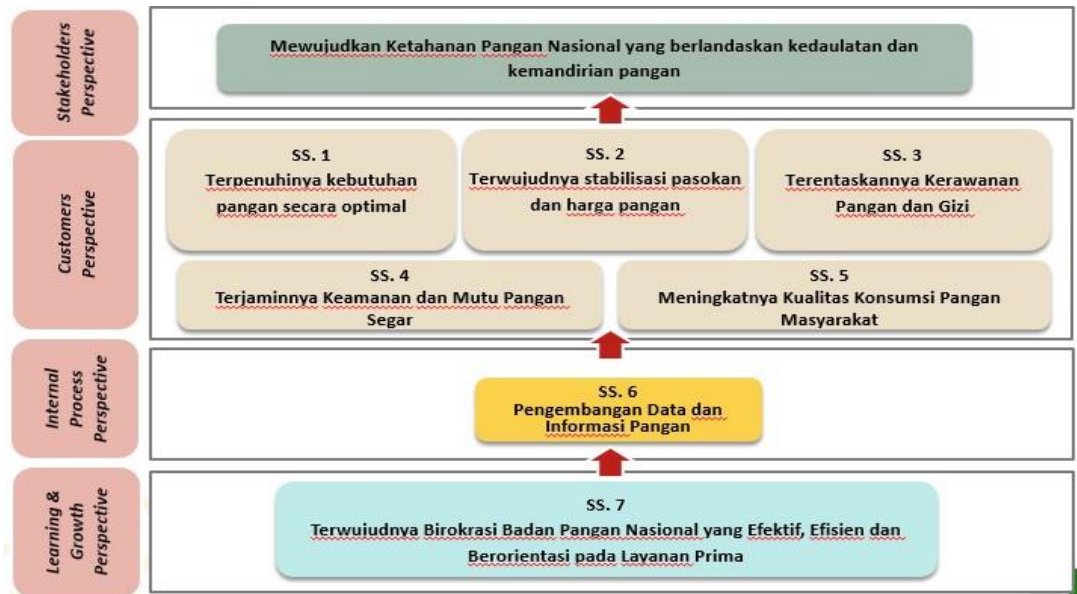 Stakeholders
Perspective
Mewujudkan Ketahanan Pangan Nasional yang berlandaskan kedaulatan dan
kemandirian pangan
Customers
Perspective
SS. 1
Terpenuhinya kebutuhan
pangan secara optimal
SS. 2
Terwujudnya stabilisasi pasokan
dan harga pangan
SS. 3
Terentaskannya Kerawanan
Pangan dan Gizi
SS. 4
Terjaminnya Keamanan dan Mutu Pangan
Segar
SS. 5
Meningkatnya Kualitas Konsumsi Pangan
Masyarakat
Internal
Process
Perspective
SS. 6
Pengembangan Data dan
Informasi Pangan
Learning &
Growth
Perspective
SS. 7
Terwujudnya Birokrasi Badan Pangan Nasional yang Efektif, Efisien dan
Berorientasi pada Layanan Prima